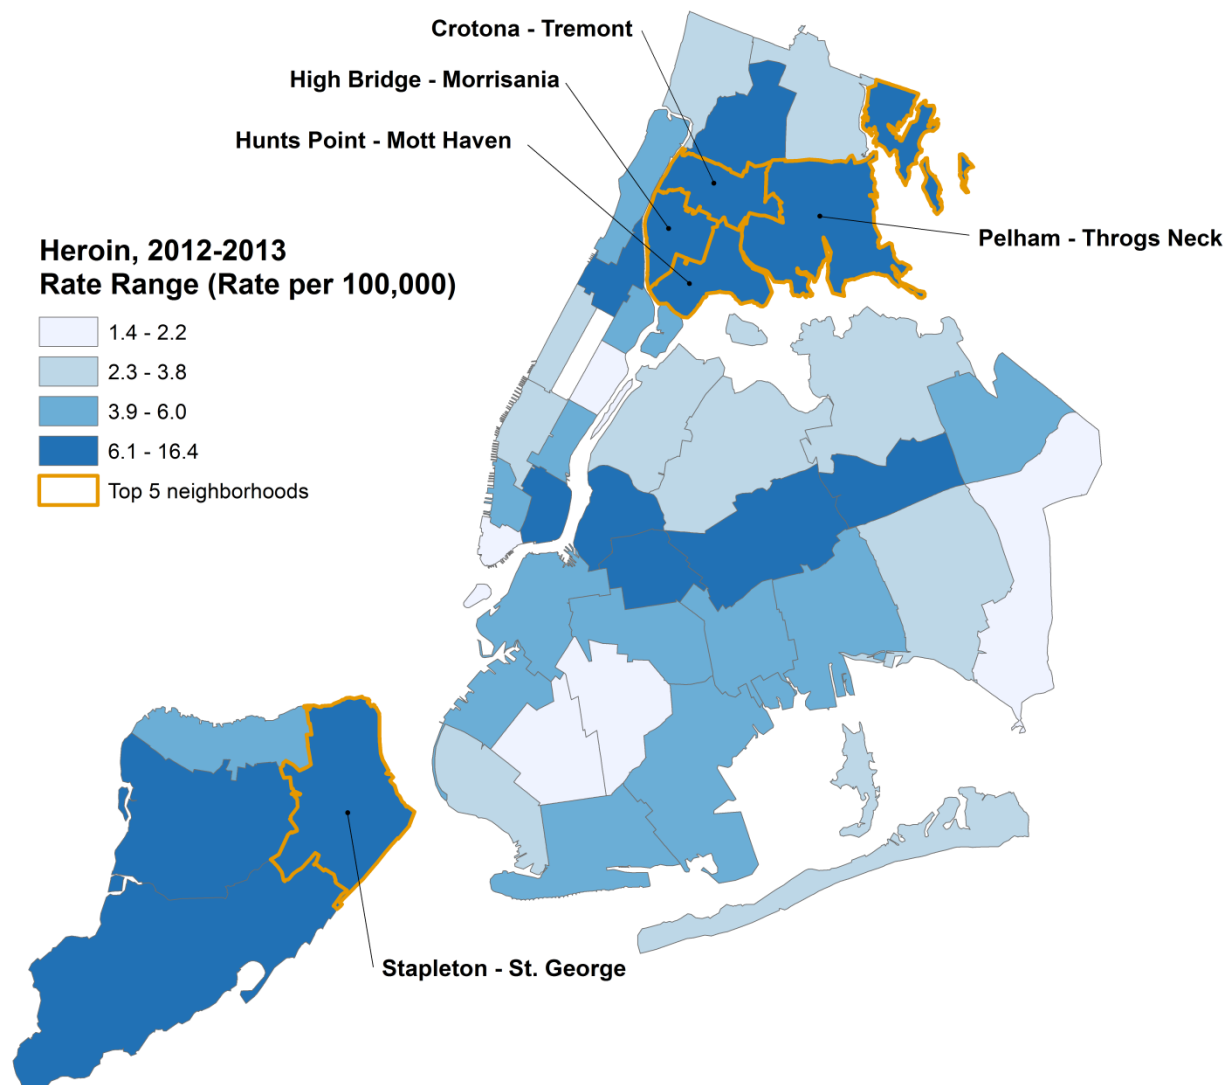 Crotona - Tremont
High Bridge - Morrisania
Hunts Point - Mott Haven
Pelham - Throgs Neck
Heroin, 2012-2013
Rate Range (Rate per 100,000)
1.4 - 2.2
2.3 - 3.8
3.9 - 6.0
6.1 - 16.4
Top 5 neighborhoods
Stapleton - St. George